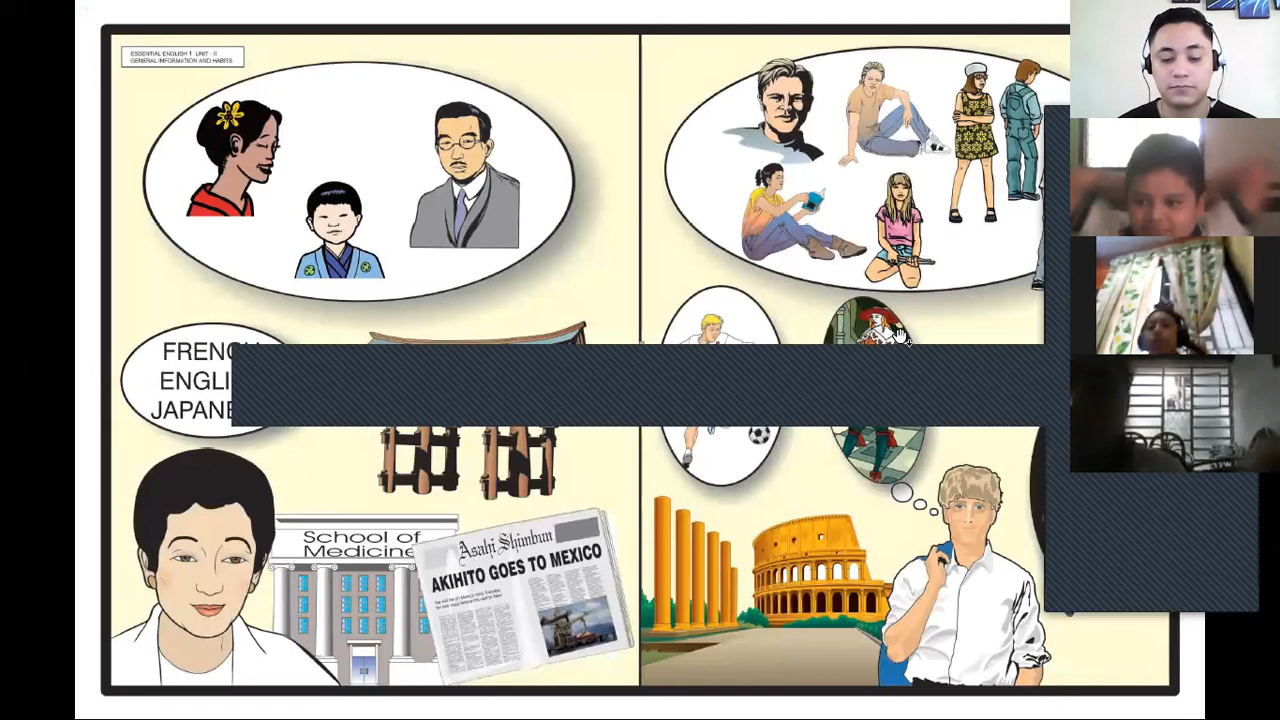 ESSENTIAL ENGLISH 1 UNIT - II
GENERAL INFORMATION AND HABITS
FRENC
ENGLI
JAPANE
School of
Medicine
Asahi Shimbun
AKIHITO GOES TO MEXICO